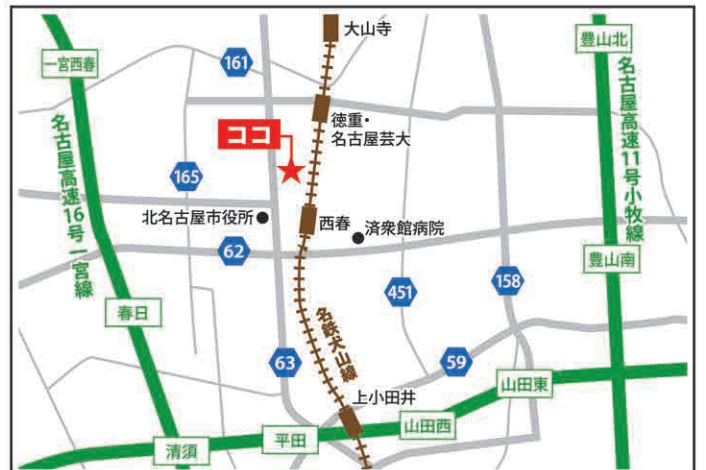 大山寺
豊山北
一宮西春
161
徳重・
名古屋芸大
ココ
名古屋高速16号一宮線
名古屋高速11号小牧線
165
北名古屋市役所
西春
済衆館病院
62
豊山南
451
158
春日
名鉄犬山線
63
59
山田東
上小田井
山田西
平田
清須